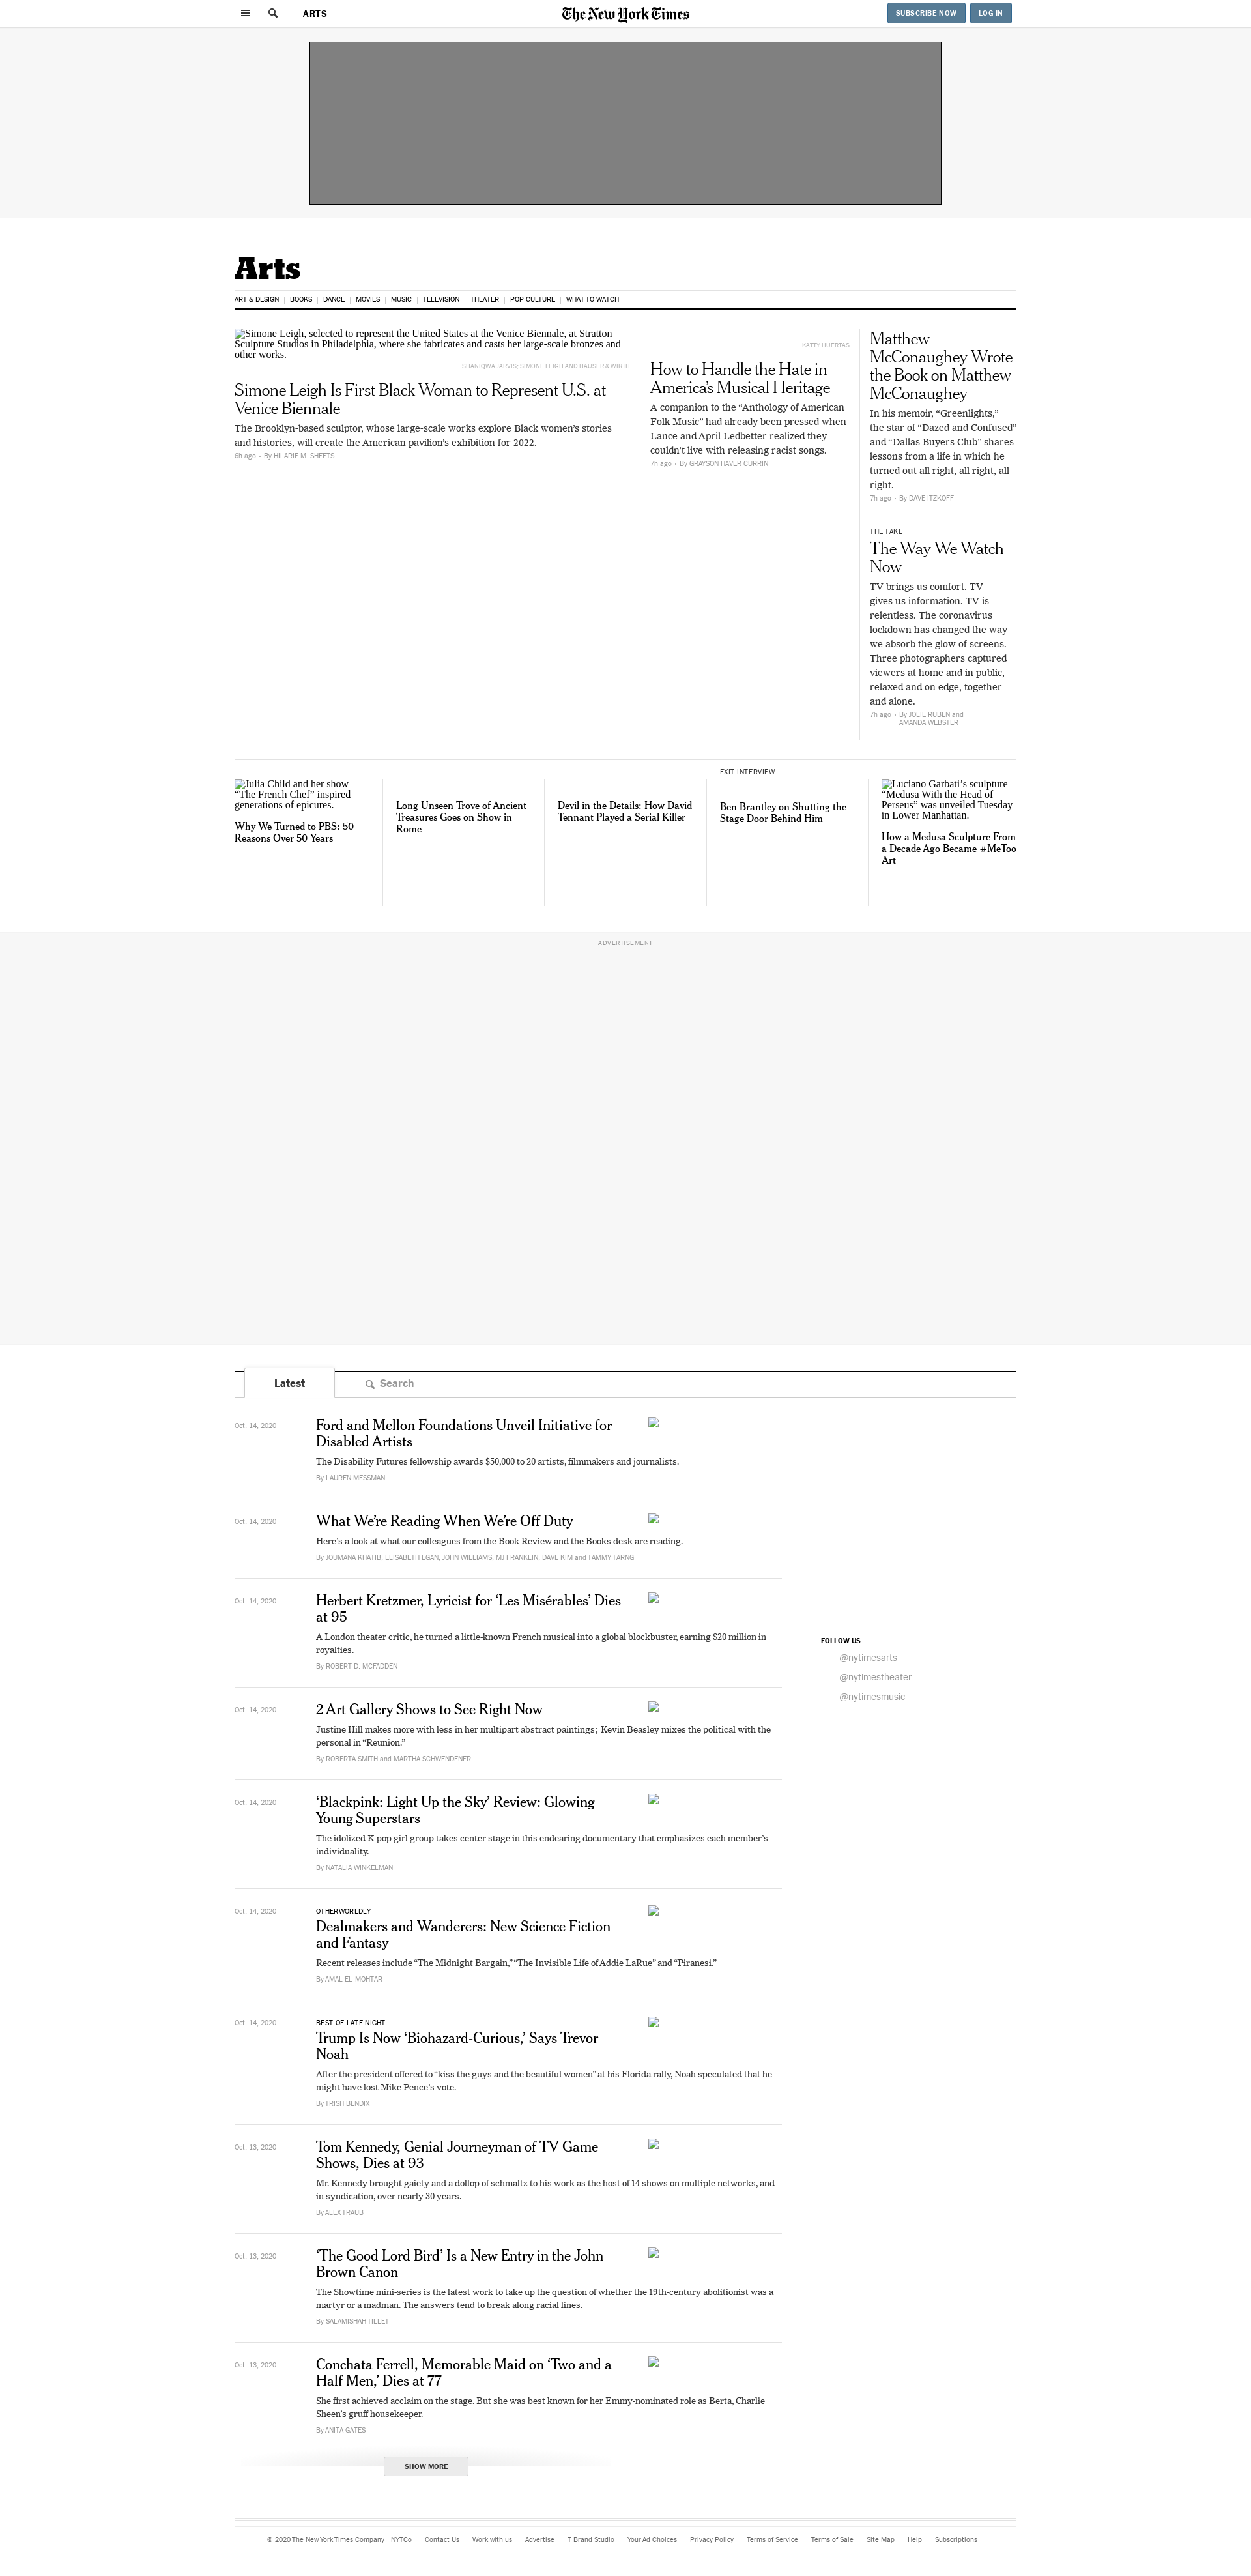 ARTS
The New York Times
SUBSCRIBE NOW
LOG IN
Arts
ART & DESIGN
BOOKS
DANCE
MOVIES
MUSIC
TELEVISION
THEATER
POP CULTURE
WHAT TO WATCH
Simone Leigh, selected to represent the United States at the Venice Biennale, at Stratton
Sculpture Studios in Philadelphia, where she fabricates and casts her large-scale bronzes and
other works.
SHANIQWA JARVIS; SIMONE LEIGH AND HAUSER & WIRTH
Simone Leigh Is First Black Woman to Represent U.S. at
Venice Biennale
The Brooklyn-based sculptor, whose large-scale works explore Black women’s stories
and histories, will create the American pavilion’s exhibition for 2022.
6h ago
By HILARIE M. SHEETS
KATTY HUERTAS
How to Handle the Hate in
America’s Musical Heritage
A companion to the “Anthology of American
Folk Music” had already been pressed when
Lance and April Ledbetter realized they
couldn’t live with releasing racist songs.
7h ago
By GRAYSON HAVER CURRIN
Matthew
McConaughey Wrote
the Book on Matthew
McConaughey
In his memoir, “Greenlights,”
the star of “Dazed and Confused”
and “Dallas Buyers Club” shares
lessons from a life in which he
turned out all right, all right, all
right.
7h ago
By DAVE ITZKOFF
THE TAKE
The Way We Watch
Now
TV brings us comfort. TV
gives us information. TV is
relentless. The coronavirus
lockdown has changed the way
we absorb the glow of screens.
Three photographers captured
viewers at home and in public,
relaxed and on edge, together
and alone.
7h ago
By JOLIE RUBEN and
AMANDA WEBSTER
Julia Child and her show
“The French Chef” inspired
generations of epicures.
Why We Turned to PBS: 50
Reasons Over 50 Years
Long Unseen Trove of Ancient
Treasures Goes on Show in
Rome
Devil in the Details: How David
Tennant Played a Serial Killer
EXIT INTERVIEW
Ben Brantley on Shutting the
Stage Door Behind Him
Luciano Garbati’s sculpture
“Medusa With the Head of
Perseus” was unveiled Tuesday
in Lower Manhattan.
How a Medusa Sculpture From
a Decade Ago Became #MeToo
Art
ADVERTISEMENT
Latest
Search
Oct. 14, 2020
Ford and Mellon Foundations Unveil Initiative for
Disabled Artists
The Disability Futures fellowship awards $50,000 to 20 artists, filmmakers and journalists.
By LAUREN MESSMAN
Oct. 14, 2020
What We’re Reading When We’re Off Duty
Here’s a look at what our colleagues from the Book Review and the Books desk are reading.
By JOUMANA KHATIB, ELISABETH EGAN, JOHN WILLIAMS, MJ FRANKLIN, DAVE KIM and TAMMY TARNG
Oct. 14, 2020
Herbert Kretzmer, Lyricist for ‘Les Misérables’ Dies
at 95
A London theater critic, he turned a little-known French musical into a global blockbuster, earning $20 million in
royalties.
By ROBERT D. MCFADDEN
FOLLOW US
@nytimesarts
@nytimestheater
@nytimesmusic
Oct. 14, 2020
2 Art Gallery Shows to See Right Now
Justine Hill makes more with less in her multipart abstract paintings; Kevin Beasley mixes the political with the
personal in “Reunion.”
By ROBERTA SMITH and MARTHA SCHWENDENER
Oct. 14, 2020
‘Blackpink: Light Up the Sky’ Review: Glowing
Young Superstars
The idolized K-pop girl group takes center stage in this endearing documentary that emphasizes each member’s
individuality.
By NATALIA WINKELMAN
Oct. 14, 2020
OTHERWORLDLY
Dealmakers and Wanderers: New Science Fiction
and Fantasy
Recent releases include “The Midnight Bargain,” “The Invisible Life of Addie LaRue” and “Piranesi.”
By AMAL EL-MOHTAR
Oct. 14, 2020
BEST OF LATE NIGHT
Trump Is Now ‘Biohazard-Curious,’ Says Trevor
Noah
After the president offered to “kiss the guys and the beautiful women” at his Florida rally, Noah speculated that he
might have lost Mike Pence’s vote.
By TRISH BENDIX
Oct. 13, 2020
Tom Kennedy, Genial Journeyman of TV Game
Shows, Dies at 93
Mr. Kennedy brought gaiety and a dollop of schmaltz to his work as the host of 14 shows on multiple networks, and
in syndication, over nearly 30 years.
By ALEX TRAUB
Oct. 13, 2020
‘The Good Lord Bird’ Is a New Entry in the John
Brown Canon
The Showtime mini-series is the latest work to take up the question of whether the 19th-century abolitionist was a
martyr or a madman. The answers tend to break along racial lines.
By SALAMISHAH TILLET
Oct. 13, 2020
Conchata Ferrell, Memorable Maid on ‘Two and a
Half Men,’ Dies at 77
She first achieved acclaim on the stage. But she was best known for her Emmy-nominated role as Berta, Charlie
Sheen’s gruff housekeeper.
By ANITA GATES
SHOW MORE
© 2020 The New York Times Company
NYTCo
Contact Us
Work with us
Advertise
T Brand Studio
Your Ad Choices
Privacy Policy
Terms of Service
Terms of Sale
Site Map
Help
Subscriptions